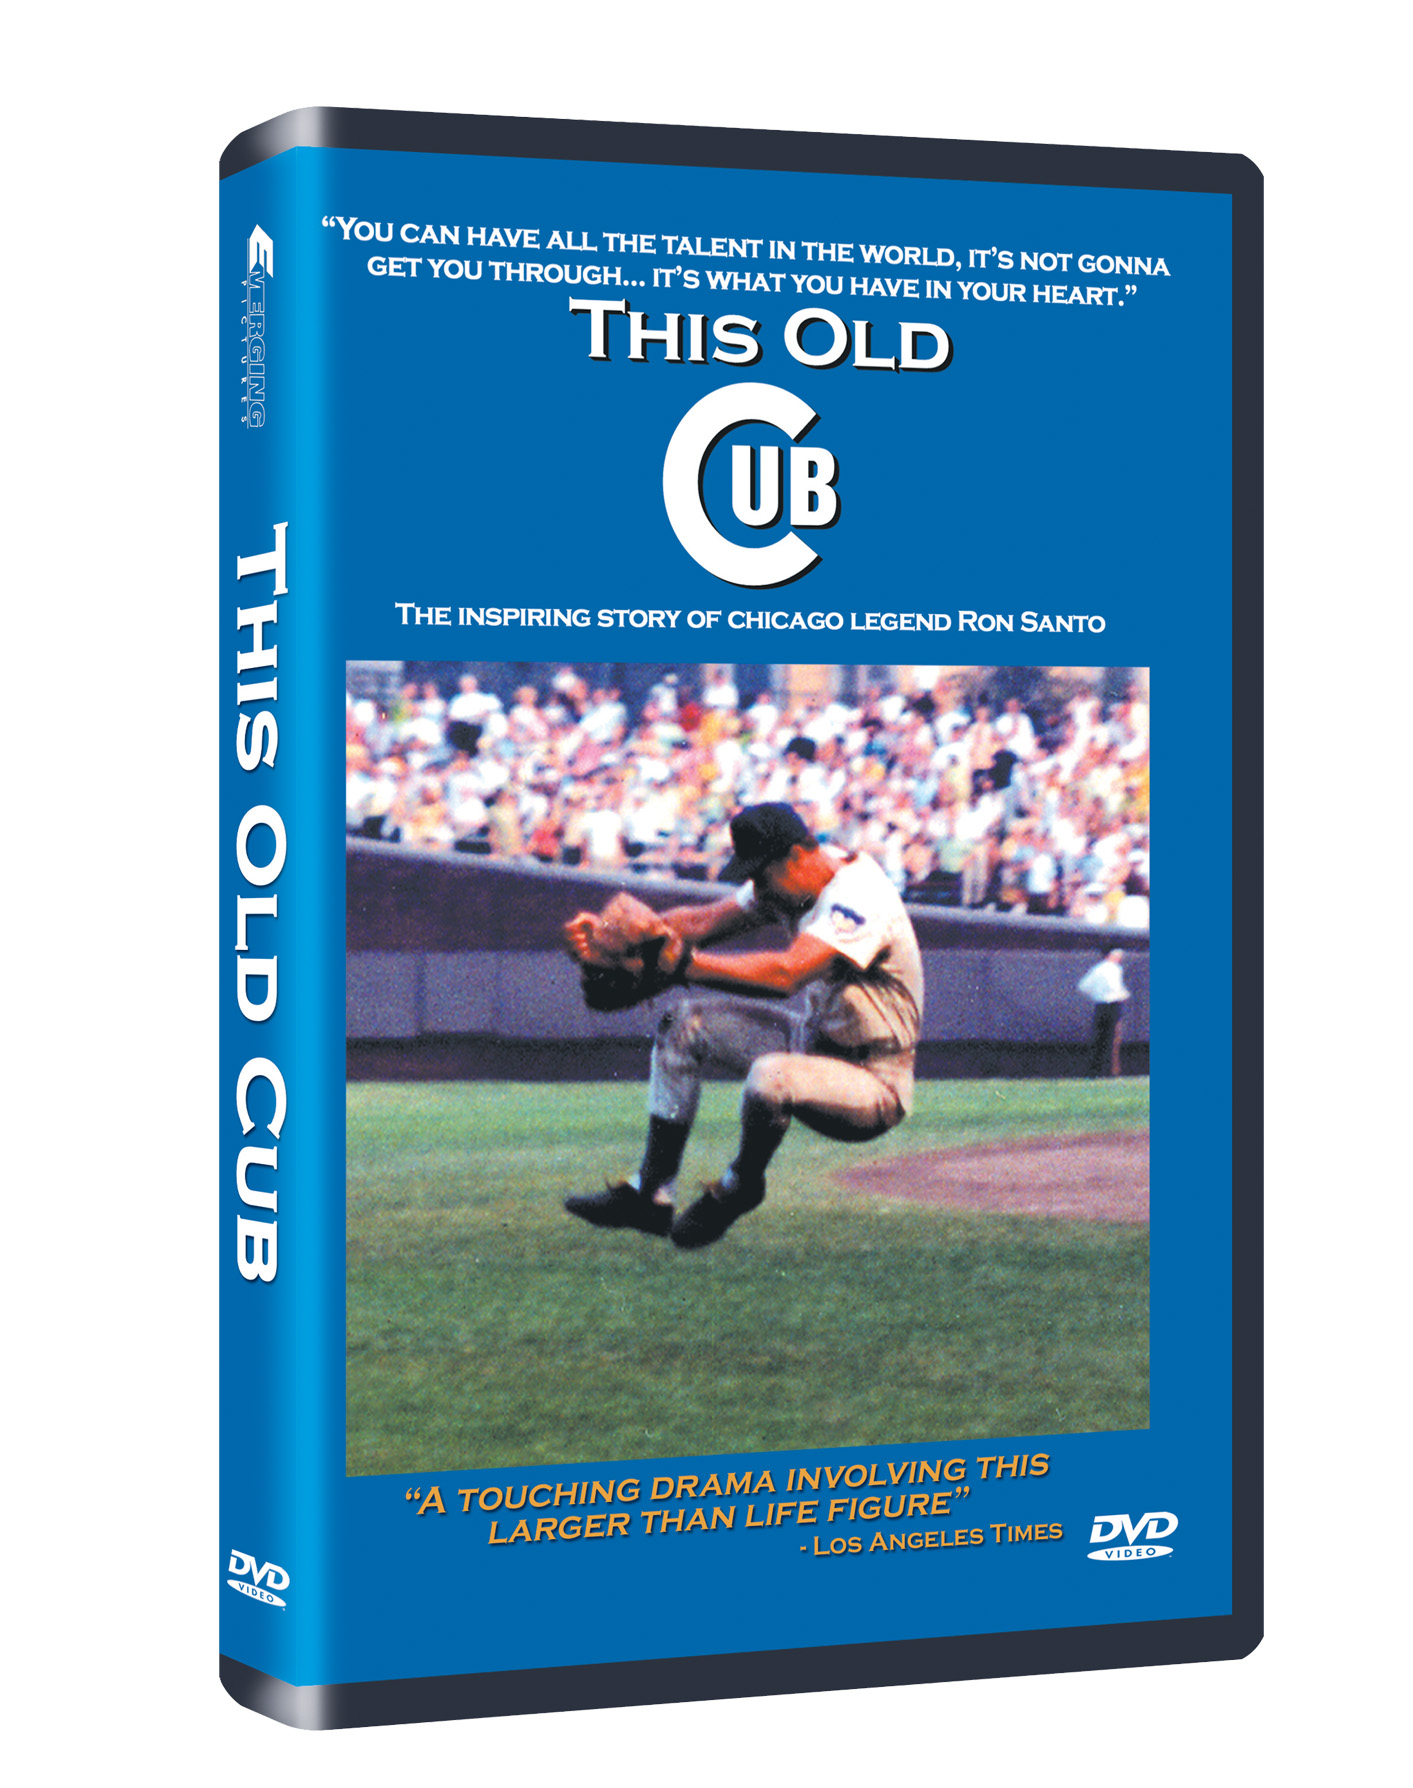 “YOU CAN HAVE ALL THE TALENT IN THE WORLD, IT’S NOT GONNA
GET YOU THROUGH... IT’S WHAT YOU HAVE IN YOUR HEART.”
THIS OLD
CUB
THE INSPIRING STORY OF CHICAGO LEGEND RON SANTO
“A TOUCHING DRAMA INVOLVING THIS
LARGER THAN LIFE FIGURE”
- LOS ANGELES TIMES
DVD
VIDEO
EMERGING
PICTURES
THIS OLD CUB
DVD
VIDEO